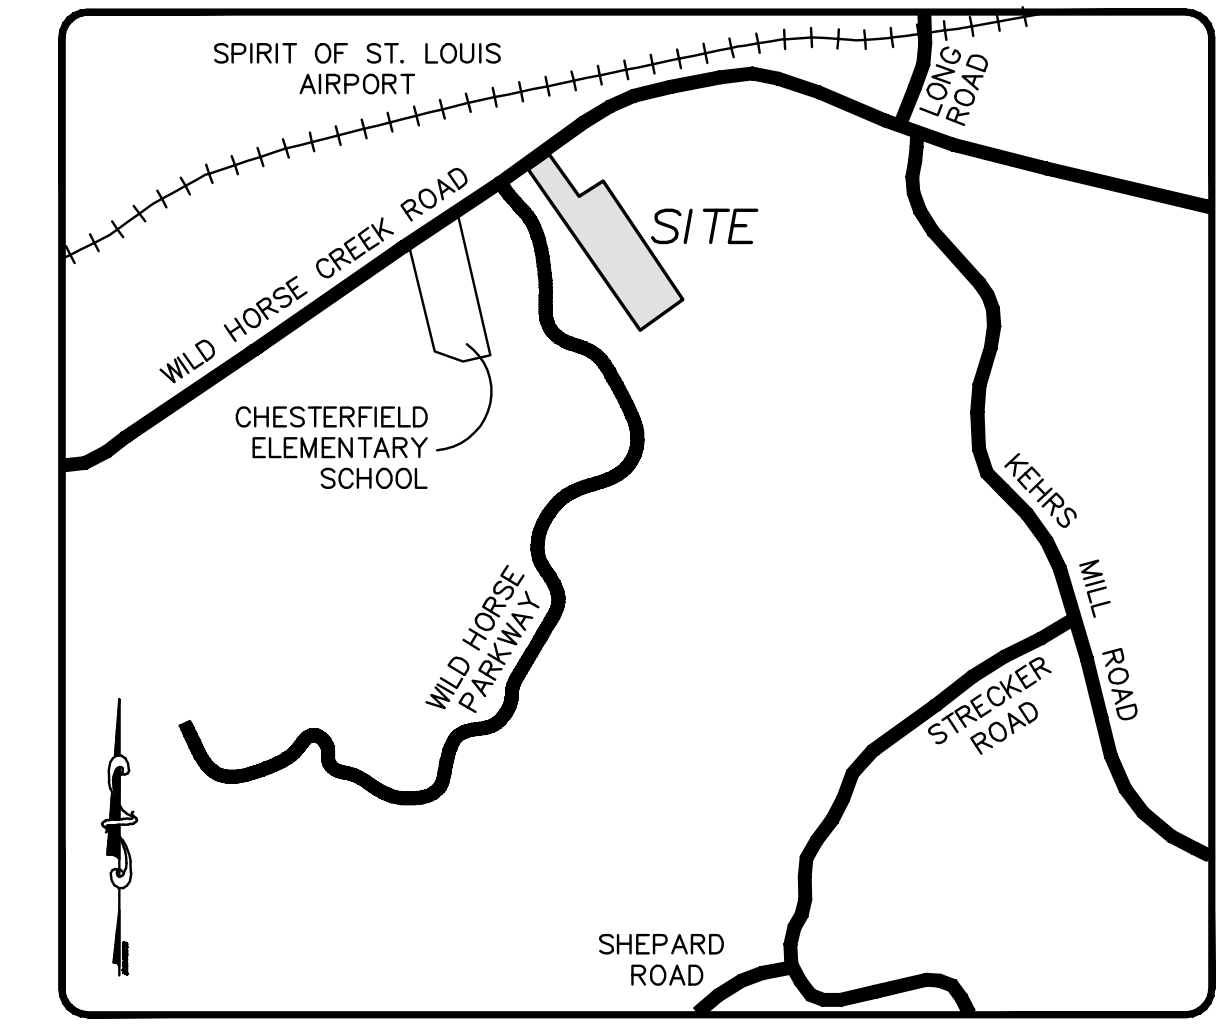 SPIRIT OF ST. LOUIS
AIRPORT
LONG
ROAD
WILD HORSE CREEK ROAD
SITE
CHESTERFIELD
ELEMENTARY
SCHOOL
KEHRS MILL ROAD
WILD HORSE
PARKWAY
STRECKER
ROAD
SHEPARD
ROAD